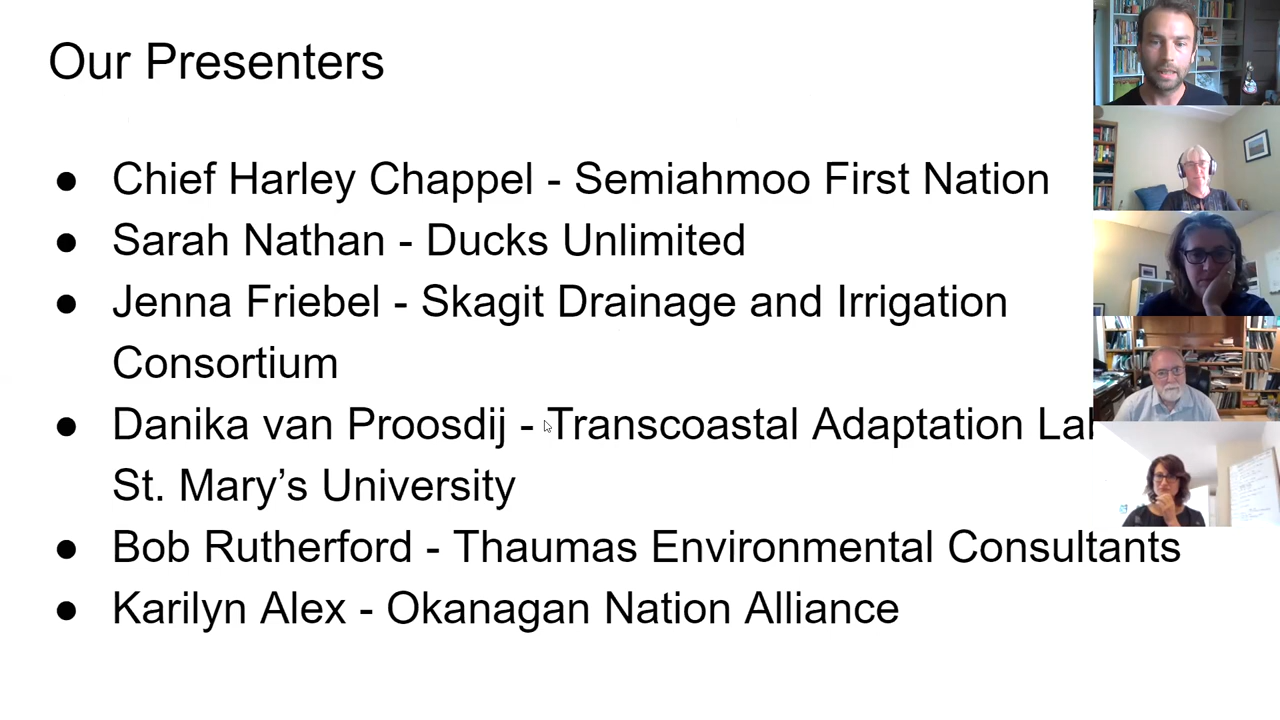 Our Presenters
● Chief Harley Chappel - Semiahmoo First Nation
● Sarah Nathan - Ducks Unlimited
● Jenna Friebel - Skagit Drainage and Irrigation
Consortium
● Danika van Proosdij - Transcoastal Adaptation
St. Mary’s University
● Bob Rutherford - Thaumas Environmental Consultants
● Karilyn Alex - Okanagan Nation Alliance